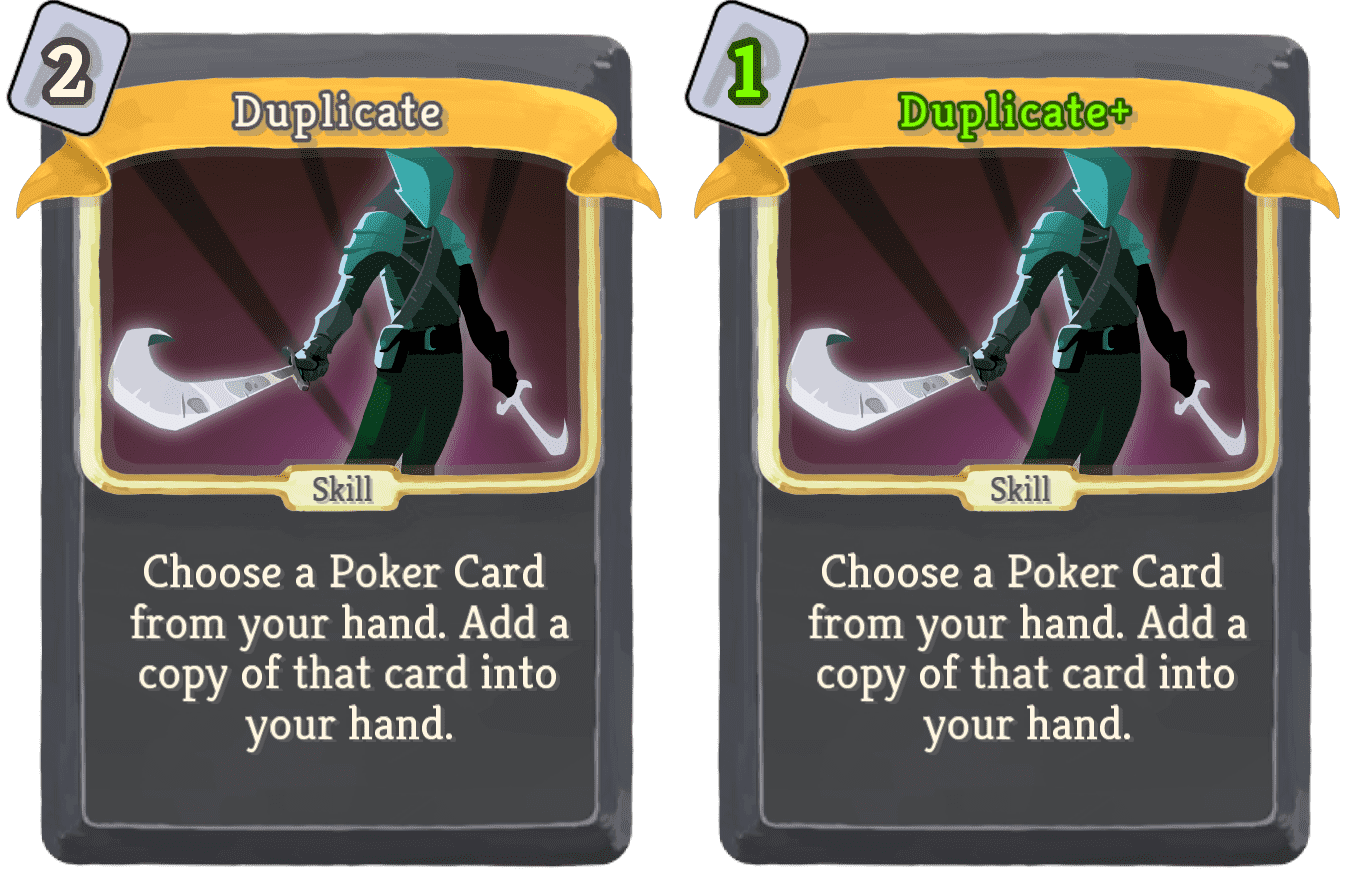 2
Duplicate
Skill
Choose a Poker Card
from your hand. Add a
copy of that card into
your hand.
1
Duplicate+
Skill
Choose a Poker Card
from your hand. Add a
copy of that card into
your hand.